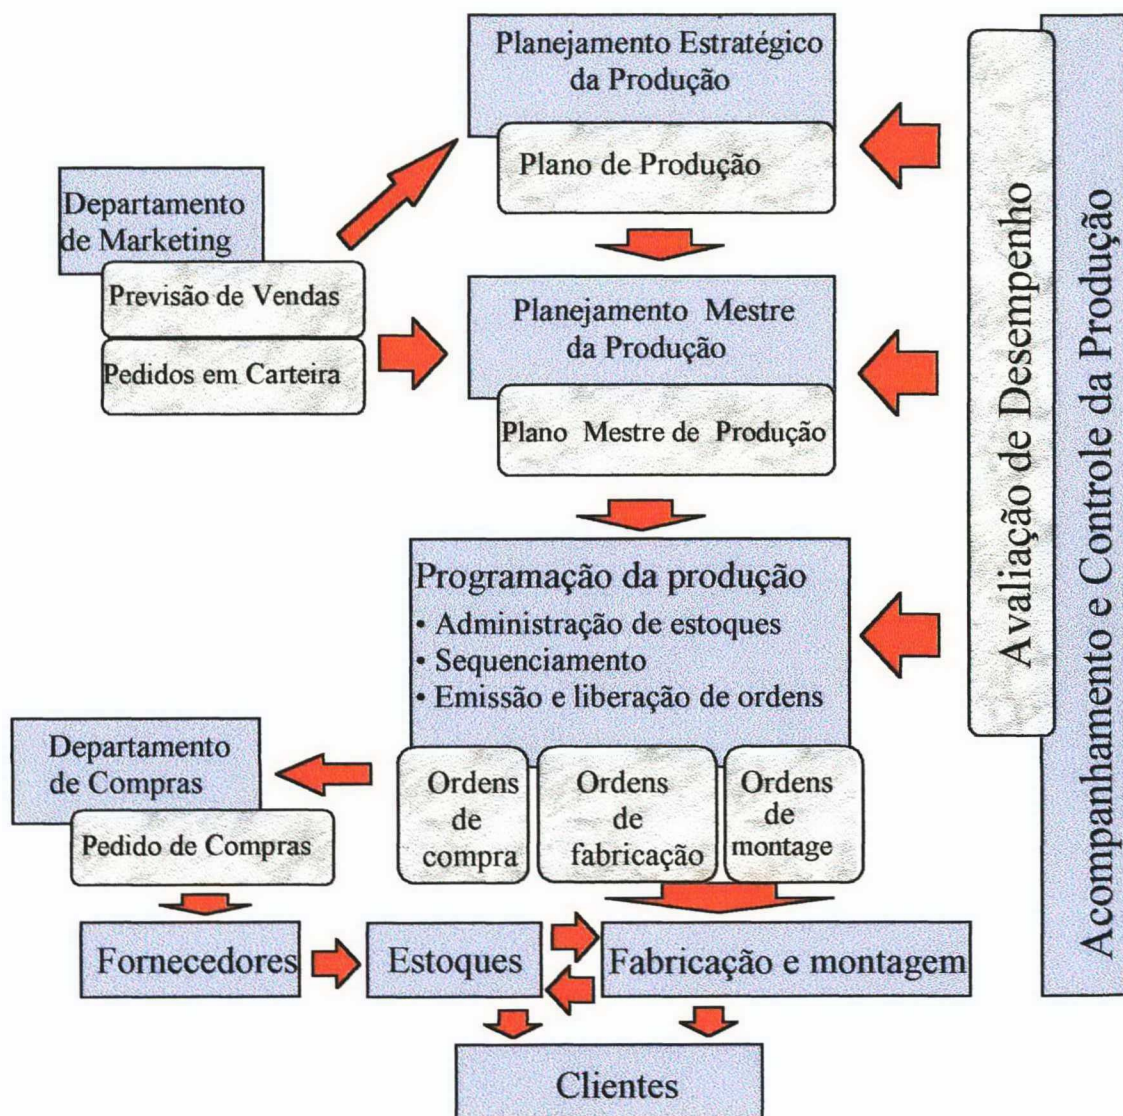 Planejamento Estratégico
da Produção
Plano de Produção
Departamento
de Marketing
Previsão de Vendas
Pedidos em Carteira
Planejamento Mestre
da Produção
Plano Mestre de Produção
Programação da produção
• Administração de estoques
• Sequenciamento
• Emissão e liberação de ordens
Ordens
de
compra
Ordens
de
fabricação
Ordens
de
montage
Departamento
de Compras
Pedido de Compras
Fornecedores
Estoques
Fabricação e montagem
Clientes
Avaliação de Desempenho
Acompanhamento e Controle da Produção